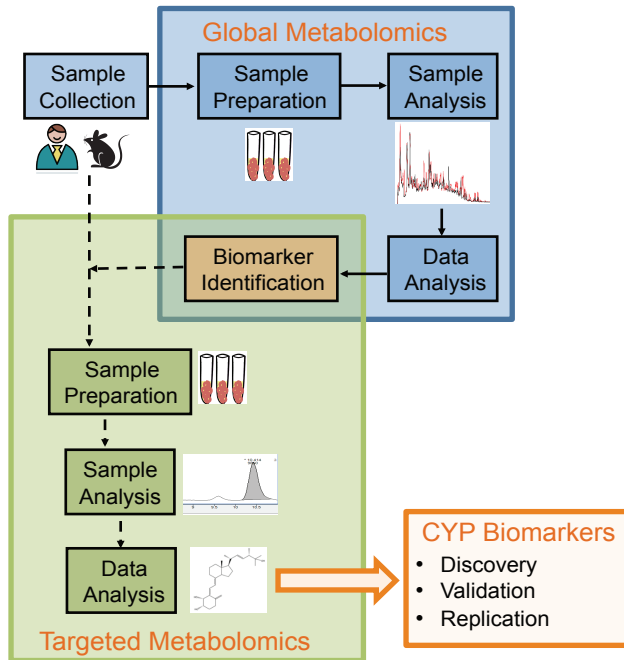 Global Metabolomics
Sample
Collection
Sample
Preparation
Sample
Analysis
Biomarker
Identification
Data
Analysis
Sample
Preparation
Sample
Analysis
Data
Analysis
Targeted Metabolomics
CYP Biomarkers
• Discovery
• Validation
• Replication